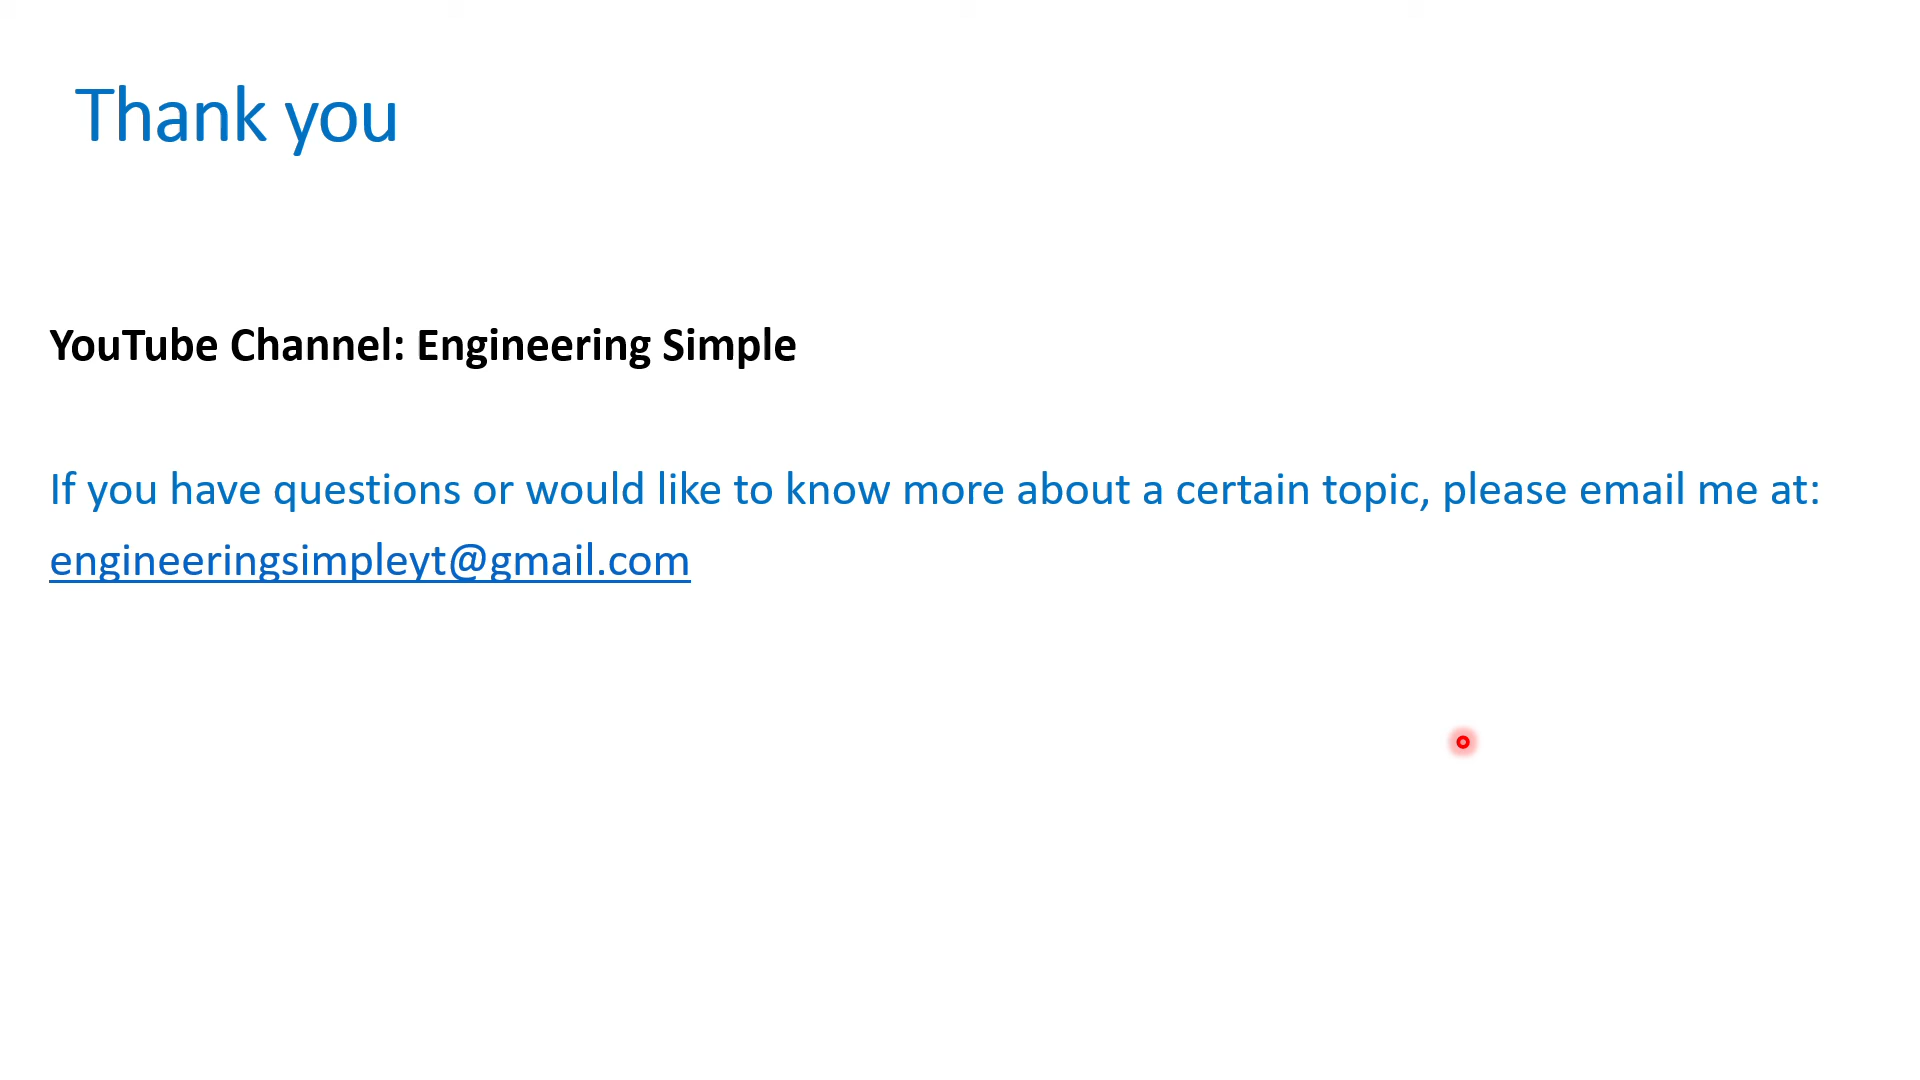 Thank you
YouTube Channel: Engineering Simple
If you have questions or would like to know more about a certain topic, please email me at:
engineeringsimpleyt@gmail.com